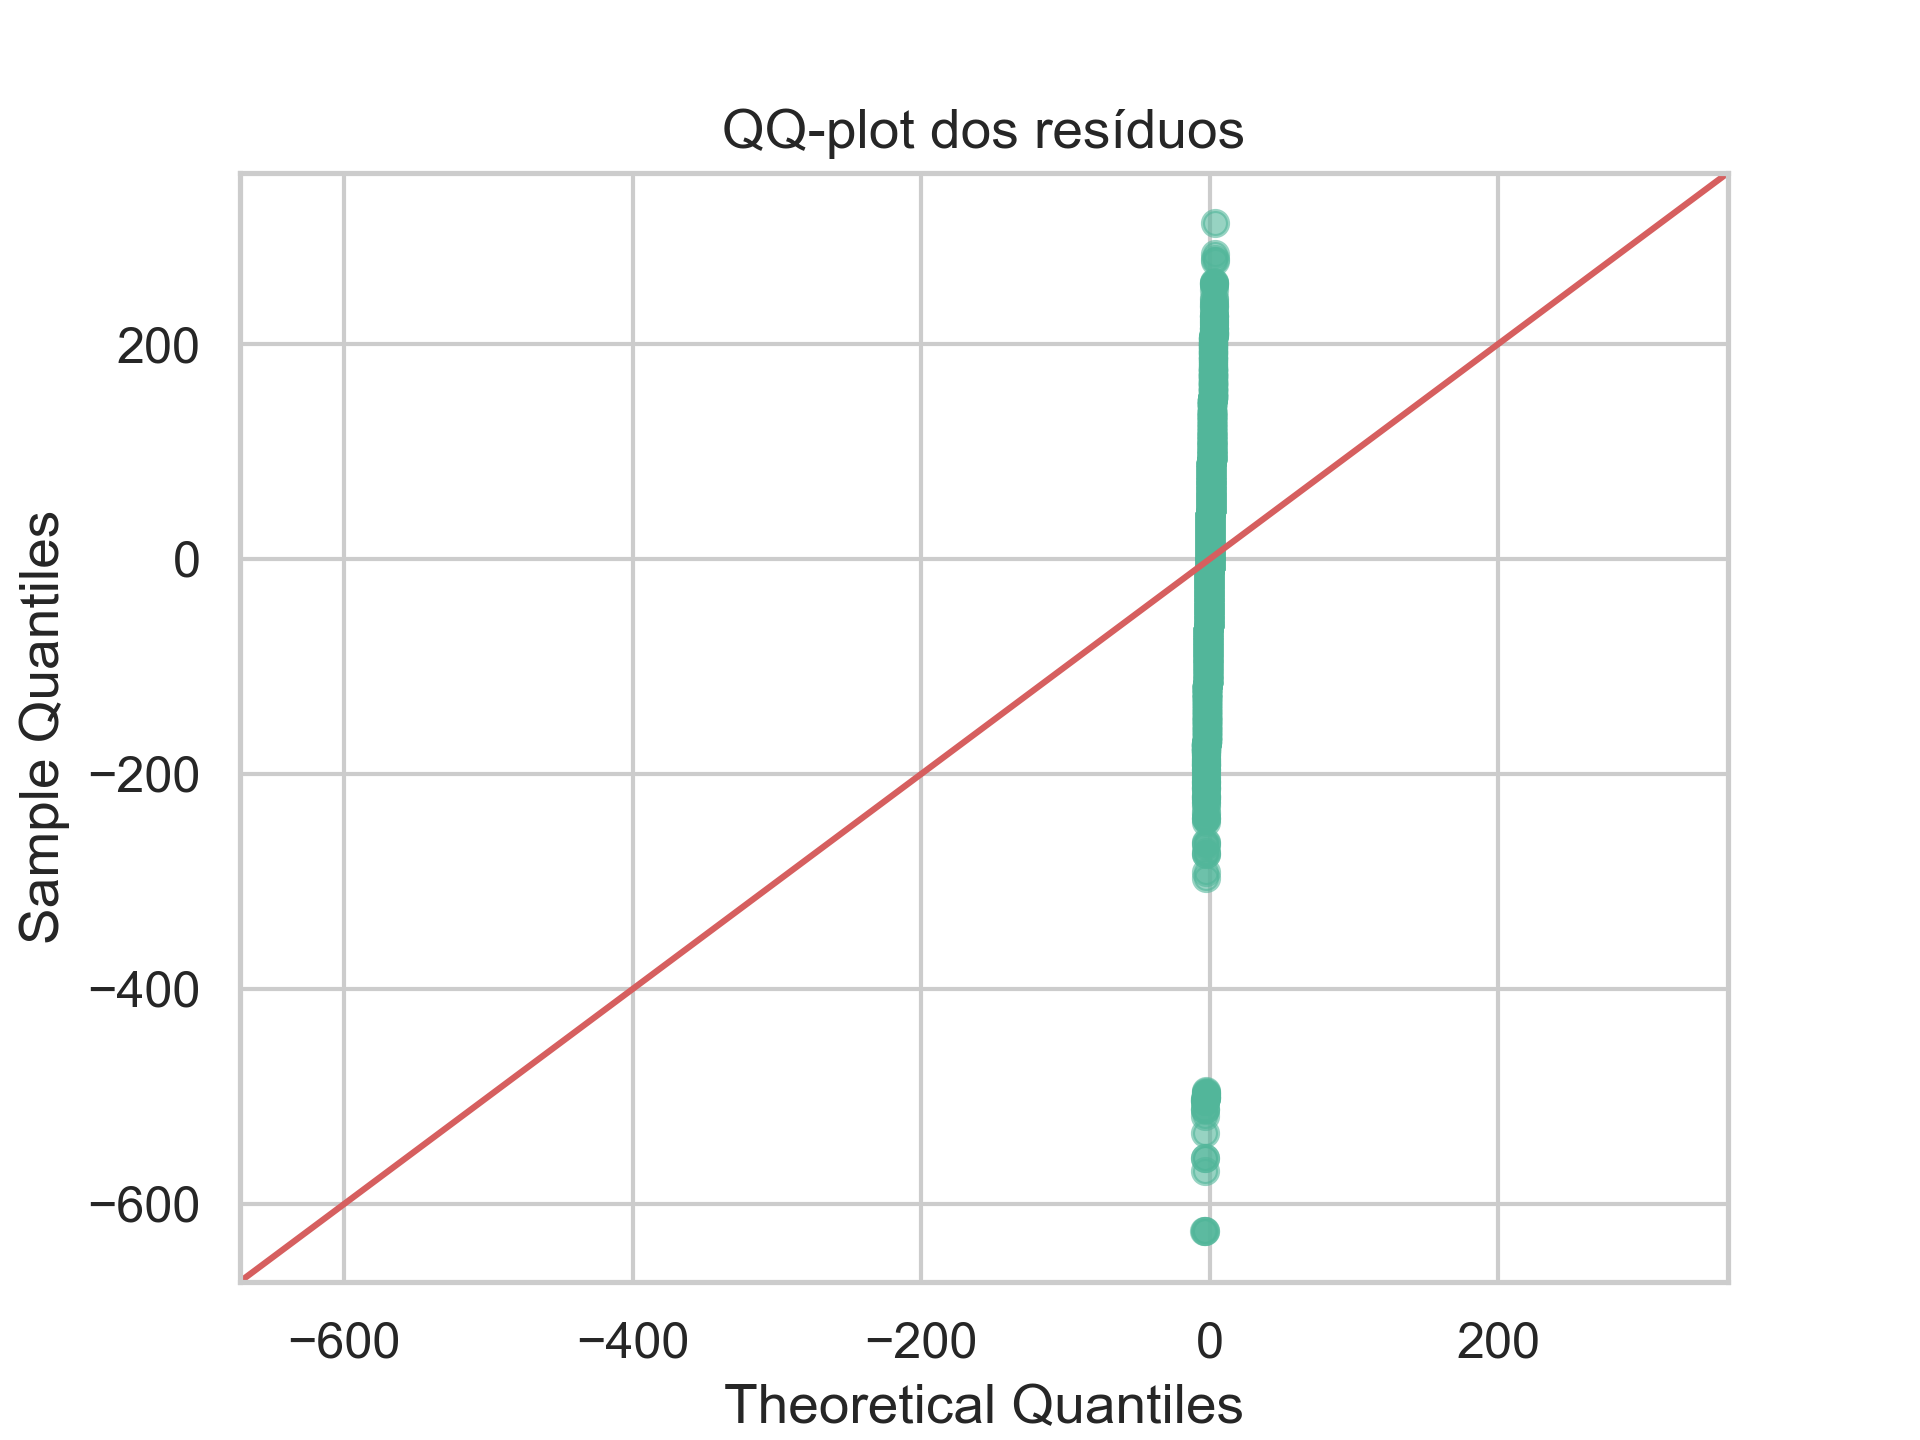 QQ-plot dos resíduos
200
0
−200
−400
−600
Sample Quantiles
−600 −400 −200 0 200
Theoretical Quantiles